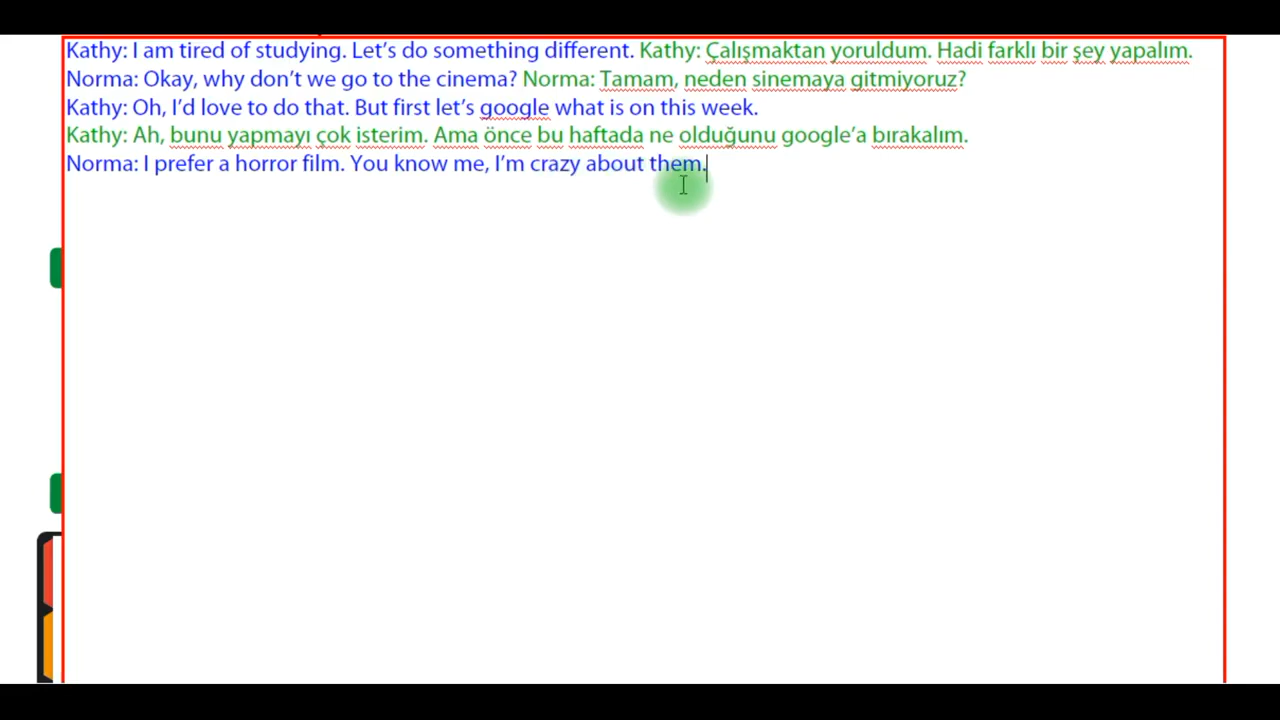 Kathy: I am tired of studying. Let’s do something different. Kathy: Çalışmaktan yoruldum. Hadi farklı bir şey yapalım.
Norma: Okay, why don’t we go to the cinema? Norma: Tamam, neden sinemaya gitmiyoruz?
Kathy: Oh, I’d love to do that. But first let’s google what is on this week.
Kathy: Ah, bunu yapmayı çok isterim. Ama önce bu haftada ne olduğunu google’a bırakalım.
Norma: I prefer a horror film. You know me, I’m crazy about them.